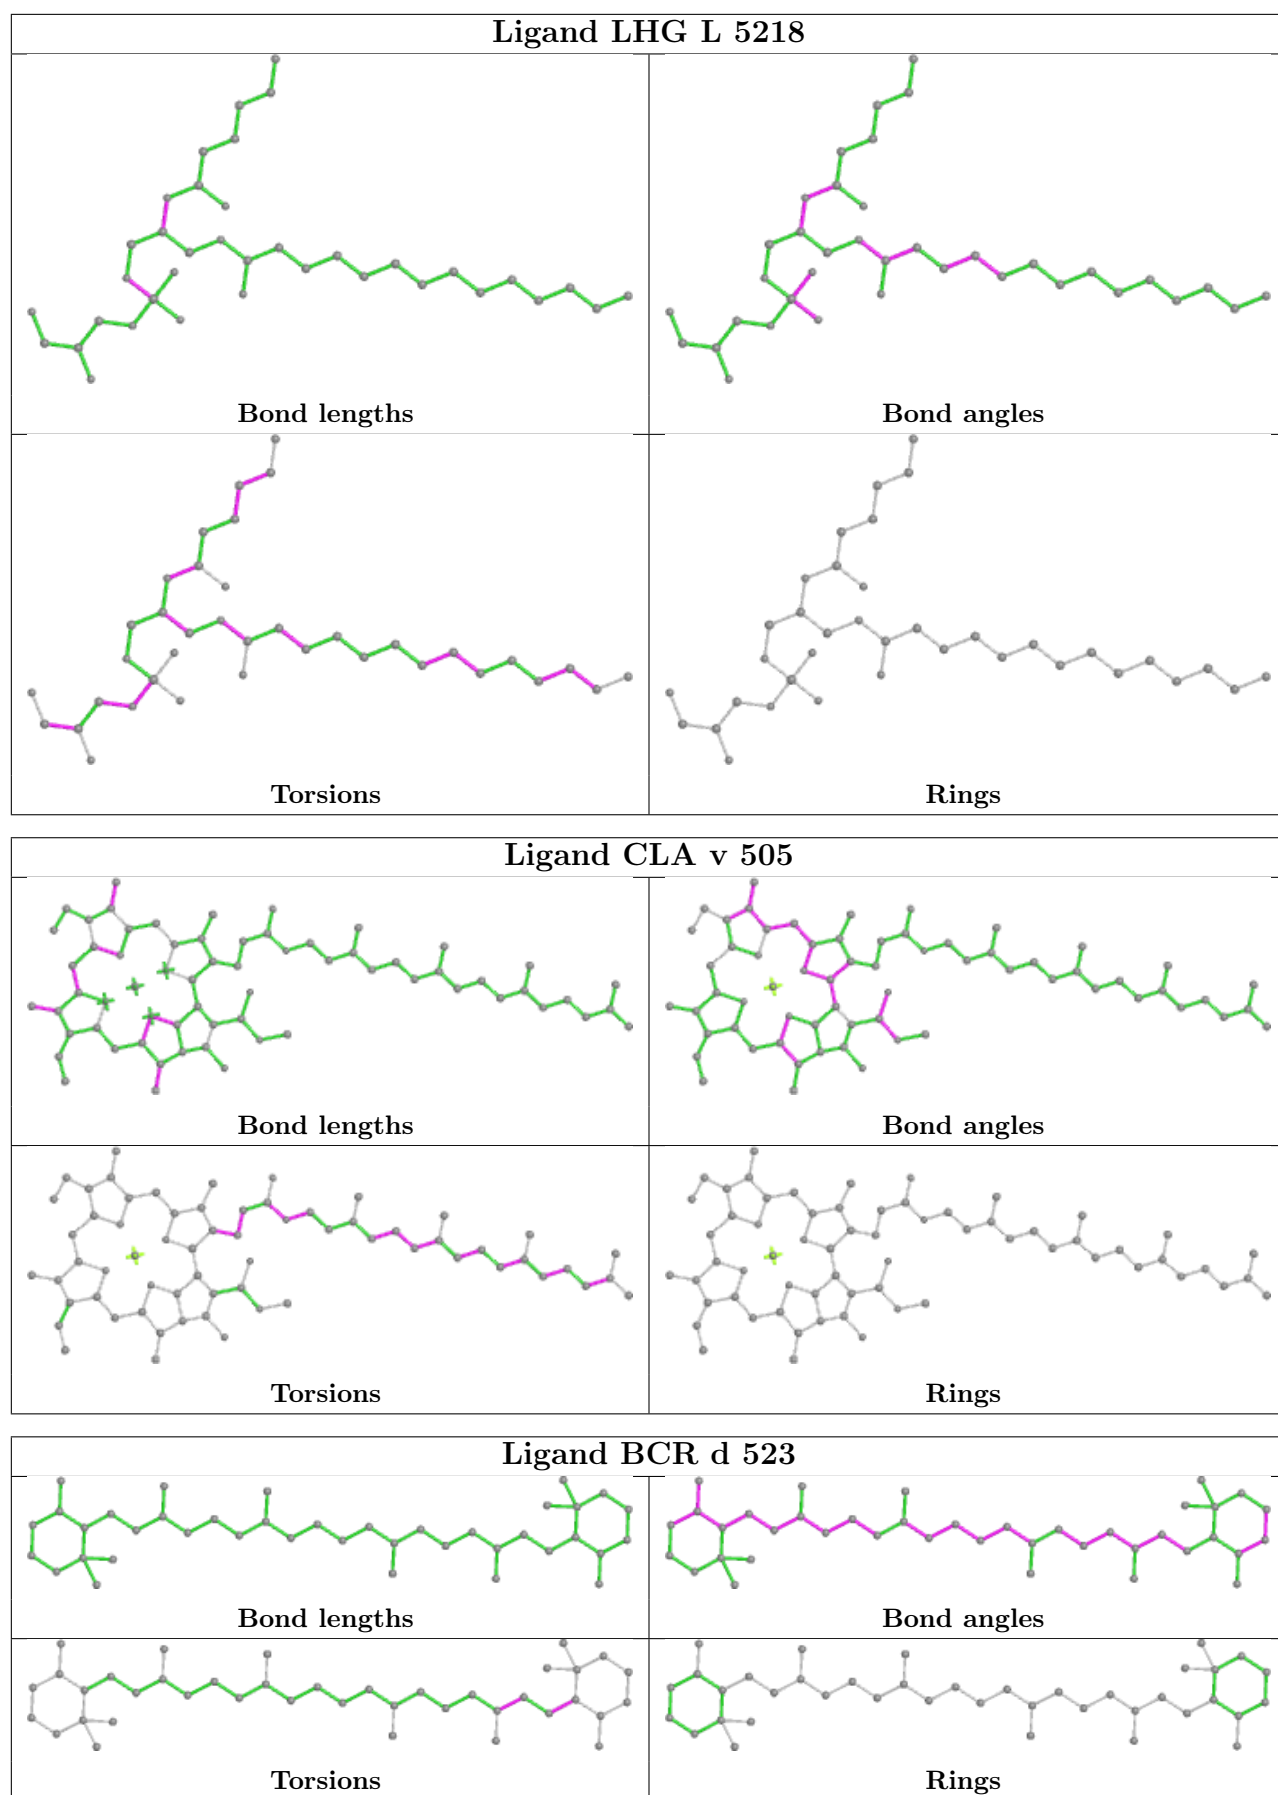 Ligand LHG L 5218
Bond lengths
Bond angles
Torsions
Rings
Ligand CLA v 505
Bond lengths
Bond angles
Torsions
Rings
Ligand BCR d 523
Bond lengths
Bond angles
Torsions
Rings